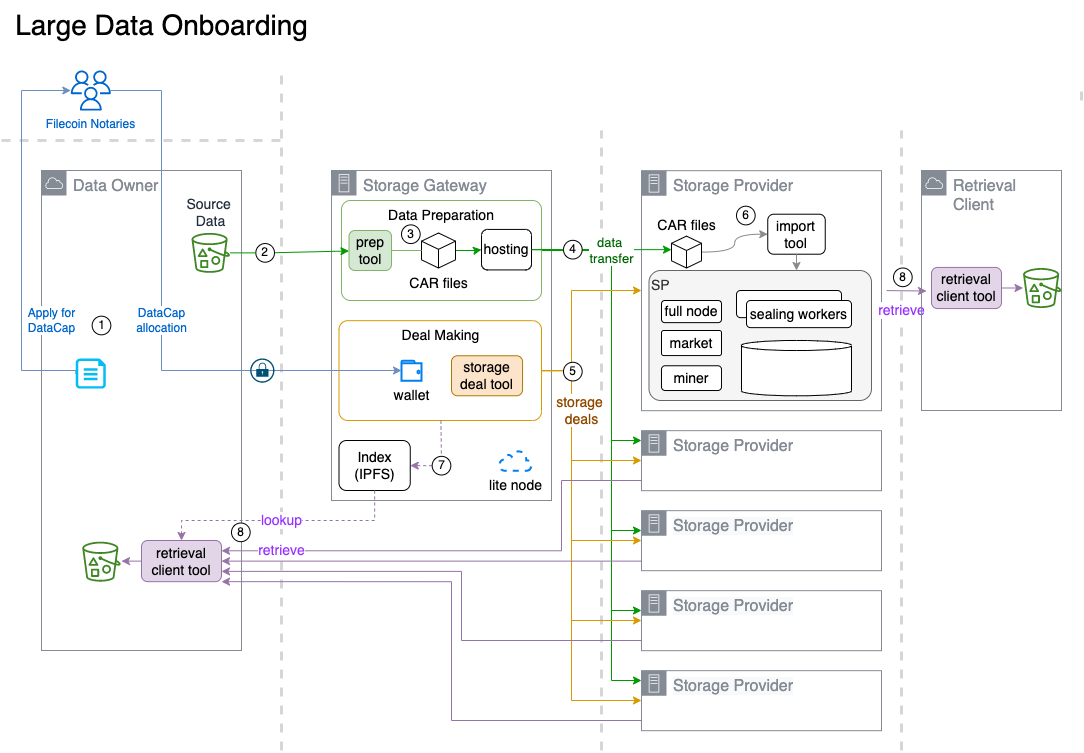 Large Data Onboarding
Filecoin Notaries
Data Owner
Source
Data
2
Apply for
DataCap
1
DataCap
allocation
Storage Gateway
Data Preparation
prep
tool
3
CAR files
hosting
4
data
transfer
Deal Making
wallet
storage
deal tool
5
storage
deals
Index
(IPFS)
7
lite node
lookup
8
retrieve
retrieval
client tool
Storage Provider
CAR files
6
import
tool
SP
full node
market
miner
sealing workers
8
retrieve
Retrieval
Client
retrieval
client tool
Storage Provider
Storage Provider
Storage Provider
Storage Provider